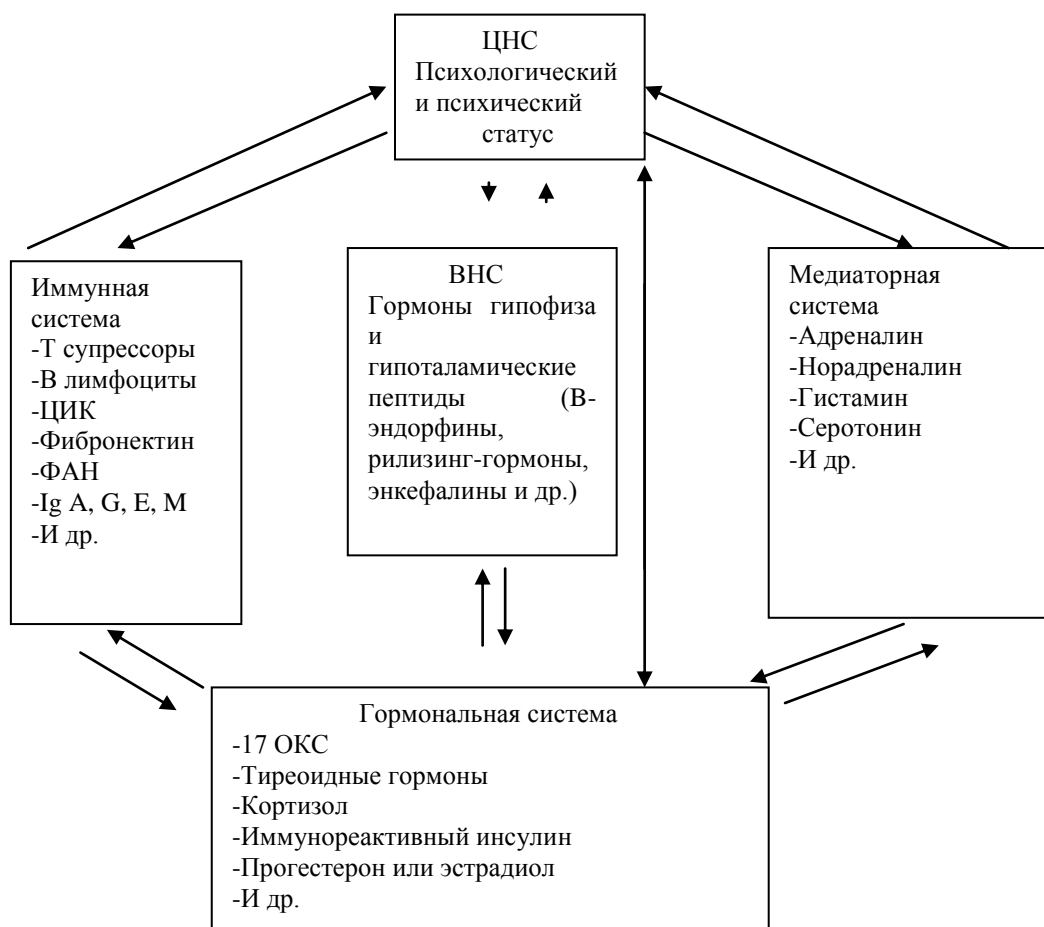 ЦНС
Психологический
и психический
статус
Иммунная
система
-Т супрессоры
-В лимфоциты
-ЦИК
-Фибронектин
-ФАН
-Ig A, G, E, M
-И др.
ВНС
Гормоны гипофиза
и
гипоталамические
пептиды (В-
эндорфины,
рилизинг-гормоны,
энкефалины и др.)
Медиаторная
система
-Адреналин
-Норадреналин
-Гистамин
-Серотонин
-И др.
Гормональная система
-17 ОКС
-Тиреоидные гормоны
-Кортизол
-Иммунореактивный инсулин
-Прогестерон или эстрадиол
-И др.